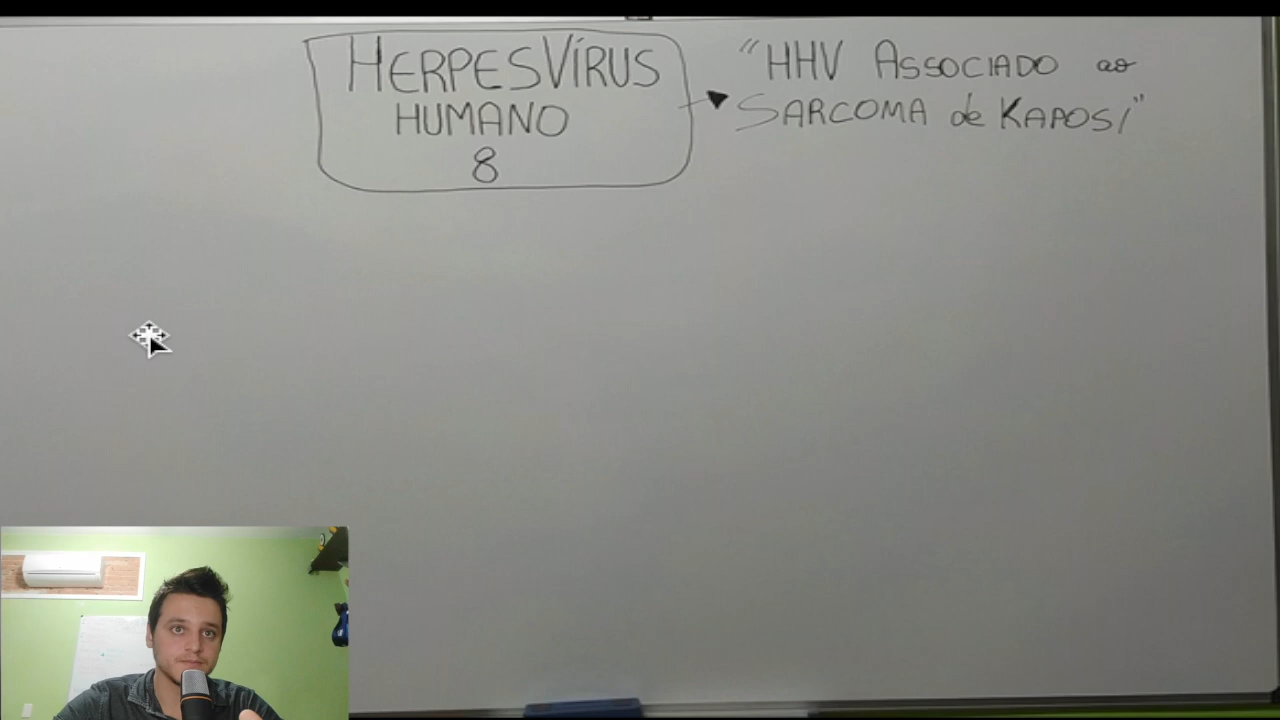 HERPESVÍRUS
HUMANO
8
"HHV ASSOCIADO ao
SARCOMA de KAPOSI"